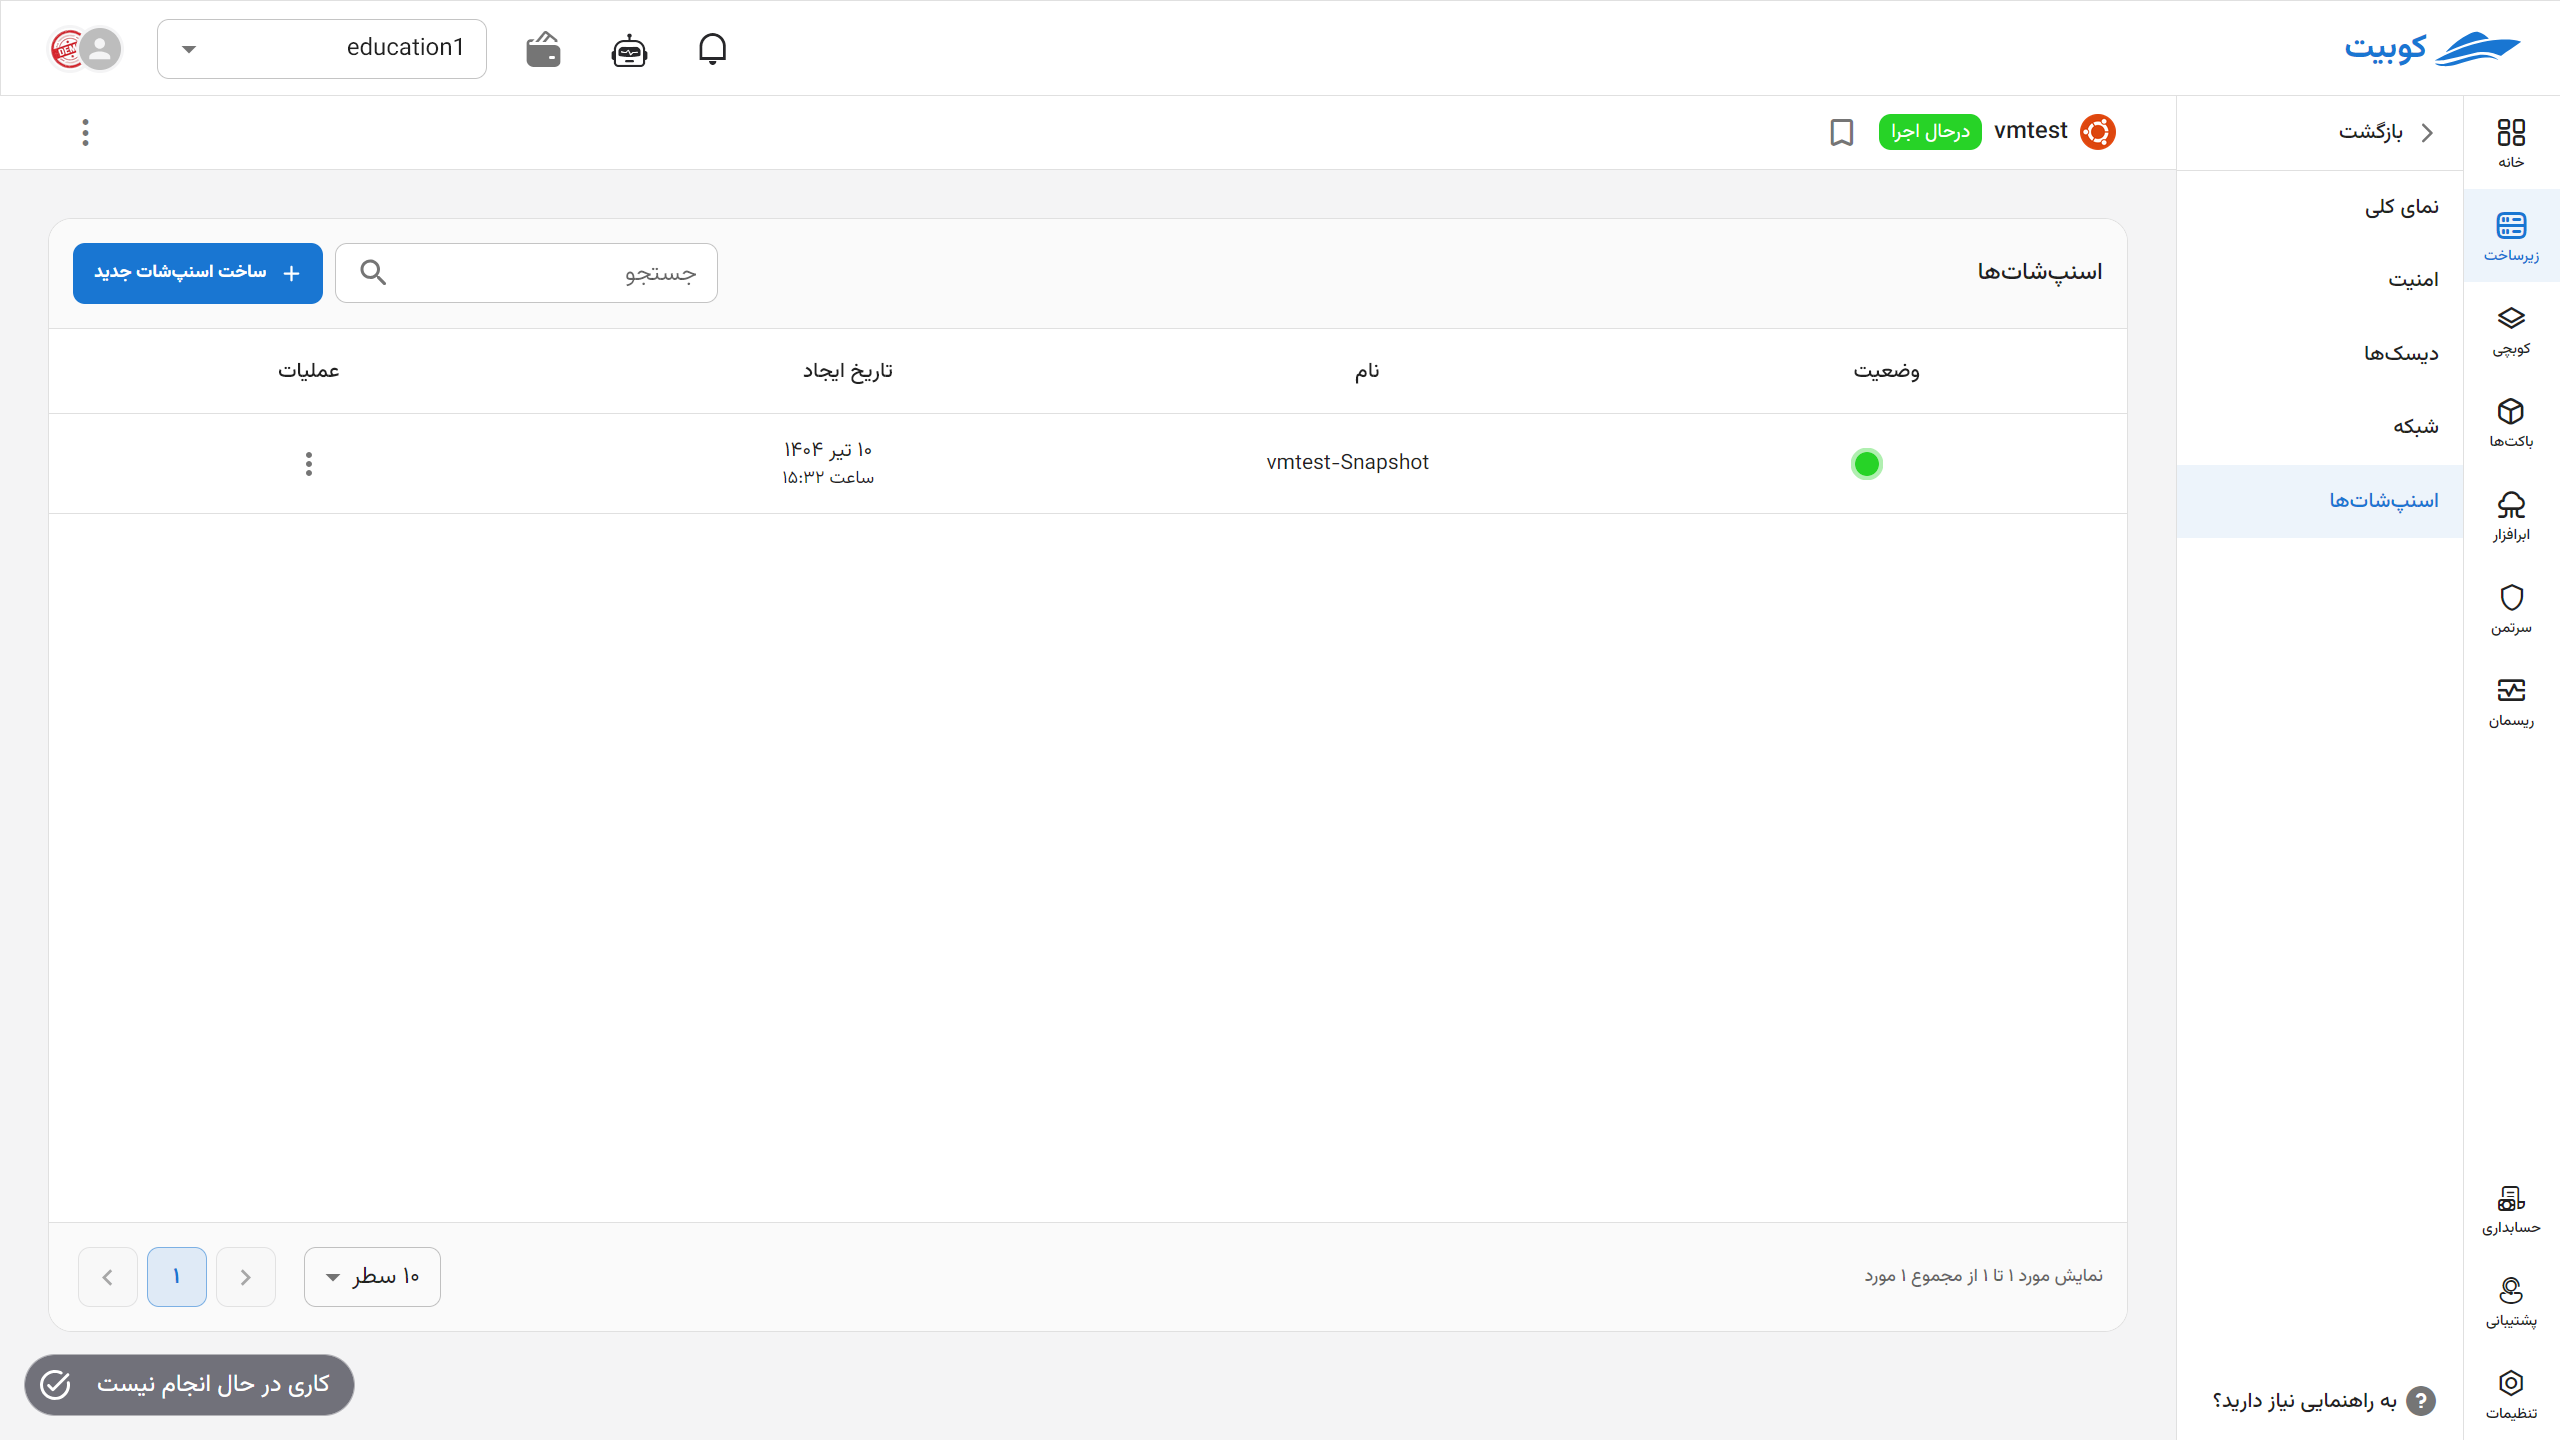 کوبیت
education1
خانه
زیرساخت
کوبچی
باکت‌ها
ابرافزار
سرتمن
ریسمان
حسابداری
پشتیبانی
تنظیمات
بازگشت
نمای کلی
امنیت
دیسک‌ها
شبکه
اسنپ‌شات‌ها
به راهنمایی نیاز دارید؟
vmtest درحال اجرا
اسنپ‌شات‌ها
جستجو
ساخت اسنپ‌شات جدید
وضعیت نام تاریخ ایجاد عملیات
vmtest-Snapshot ۱۰ تیر ۱۴۰۴
ساعت ۱۵:۳۲
نمایش مورد ۱ تا ۱ از مجموع ۱ مورد
۱۰ سطر
۱
کاری در حال انجام نیست
DEMO